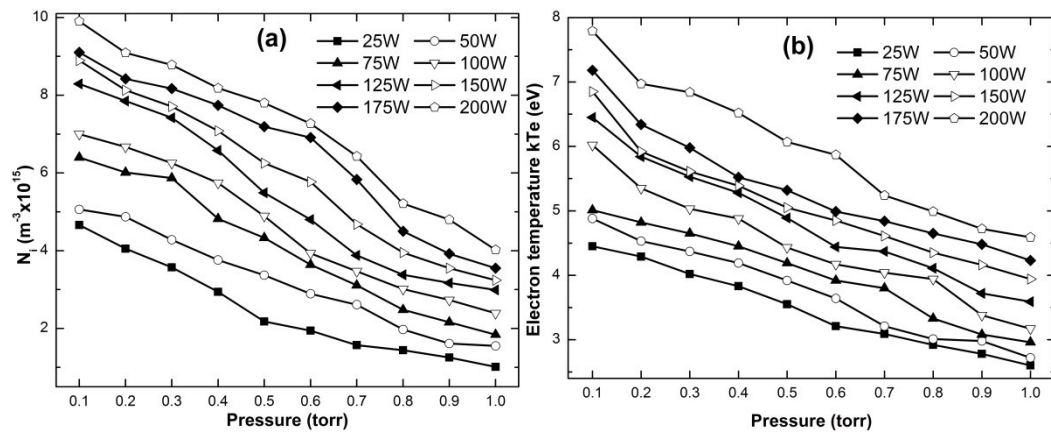 (a)
25W 50W
75W 100W
125W 150W
175W 200W
10
8
6
4
2
N_i (m⁻³x10¹⁵)
0.1 0.2 0.3 0.4 0.5 0.6 0.7 0.8 0.9 1.0
Pressure (torr)
(b)
25W 50W
75W 100W
125W 150W
175W 200W
8
7
6
5
4
3
Electron temperature kTe (eV)
0.1 0.2 0.3 0.4 0.5 0.6 0.7 0.8 0.9 1.0
Pressure (torr)